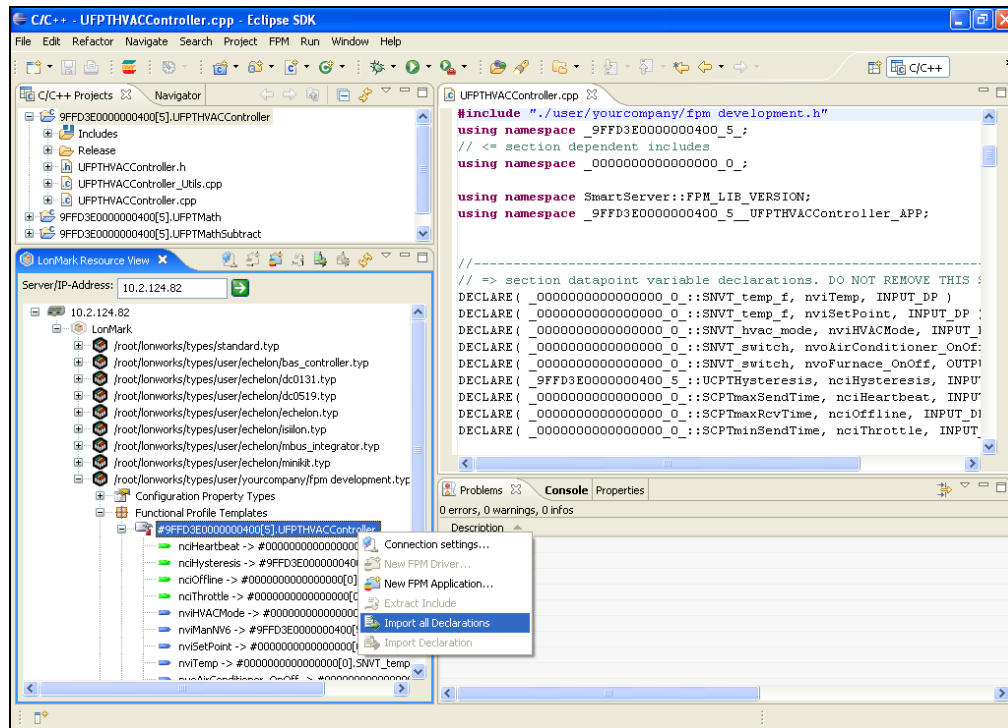 C/C++ - UFPTHVACController.cpp - Eclipse SDK
File Edit Refactor Navigate Search Project FPM Run Window Help
C/C++
C/C++ Projects Navigator
9FFD3E0000000400[5].UFPTHVACController
Includes
Release
UFPTHVACController.h
UFPTHVACController_Utils.cpp
UFPTHVACController.cpp
9FFD3E0000000400[5].UFPTMath
9FFD3E0000000400[5].UFPTMathSubtract
LonMark Resource View
Server/IP-Address: 10.2.124.82
10.2.124.82
LonMark
/root/lonworks/types/standard.typ
/root/lonworks/types/user/echelon/bas_controller.typ
/root/lonworks/types/user/echelon/dc0131.typ
/root/lonworks/types/user/echelon/dc0519.typ
/root/lonworks/types/user/echelon/echelon.typ
/root/lonworks/types/user/echelon/isilon.typ
/root/lonworks/types/user/echelon/mbus_integrator.typ
/root/lonworks/types/user/echelon/minikit.typ
/root/lonworks/types/user/yourcompany/fpm development.typ
Configuration Property Types
Functional Profile Templates
#9FFD3E0000000400[5].UFPTHVACController
nciHeartbeat -> #0000000000000000
nciHysteresis -> #9FFD3E000000040
nciOffline -> #0000000000000000[0]
nciThrottle -> #0000000000000000[0
nviHVACMode -> #000000000000000
nviManNV6 -> #9FFD3E0000000400[5
nviSetPoint -> #0000000000000000[
nviTemp -> #0000000000000000[0].SNVT_temp
nvoAirConditioner_OnOff -> #0000000000000
Connection settings...
New FPM Driver...
New FPM Application...
Extract Include
Import all Declarations
Import Declaration
UFPTHVACController.cpp
#include "./user/yourcompany/fpm development.h"
using namespace _9FFD3E0000000400_5_;
// <= section dependent includes
using namespace _0000000000000000_0_;
using namespace SmartServer::FPM_LIB_VERSION;
using namespace _9FFD3E0000000400_5__UFPTHVACController_APP;
//----------------------------------------------------------------------
// => section datapoint variable declarations. DO NOT REMOVE THIS S
DECLARE( _0000000000000000_0_::SNVT_temp_f, nviTemp, INPUT_DP )
DECLARE( _0000000000000000_0_::SNVT_temp_f, nviSetPoint, INPUT_DP )
DECLARE( _0000000000000000_0_::SNVT_hvac_mode, nviHVACMode, INPUT_D
DECLARE( _0000000000000000_0_::SNVT_switch, nvoAirConditioner_OnOff
DECLARE( _0000000000000000_0_::SNVT_switch, nvoFurnace_OnOff, OUTPU
DECLARE( _9FFD3E0000000400_5_::UCPTHysteresis, nciHysteresis, INPUT
DECLARE( _0000000000000000_0_::SCPTmaxSendTime, nciHeartbeat, INPUT
DECLARE( _0000000000000000_0_::SCPTmaxRcvTime, nciOffline, INPUT_DP
DECLARE( _0000000000000000_0_::SCPTminSendTime, nciThrottle, INPUT_
Problems Console Properties
0 errors, 0 warnings, 0 infos
Description